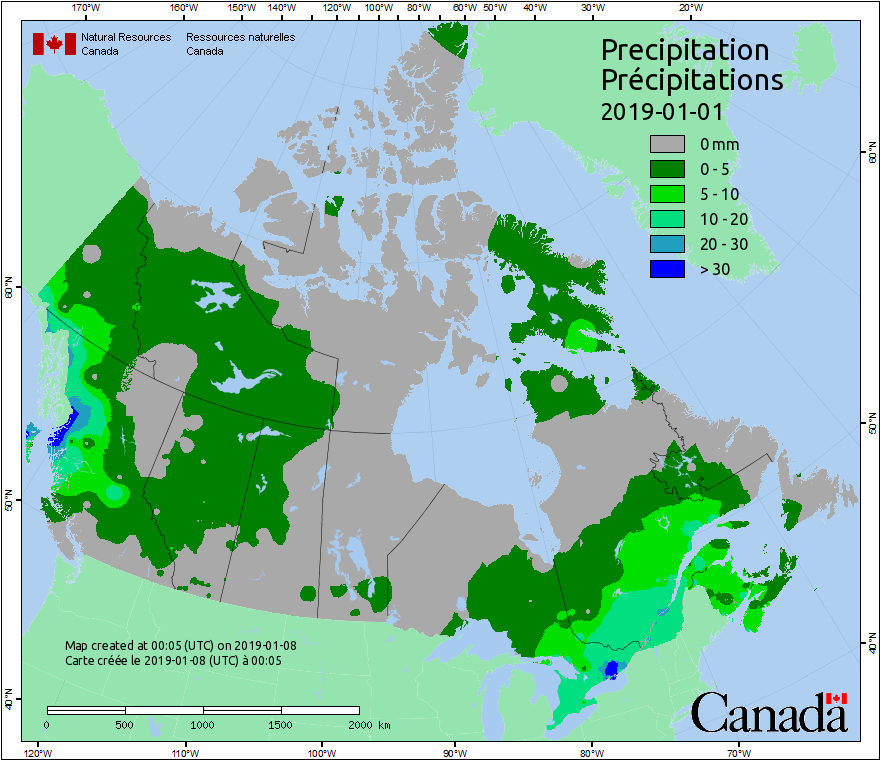 170°W 160°W 150°W 140°W 120°W 100°W 80°W 60°W 50°W 40°W 30°W 20°W
Natural Resources Ressources naturelles
Canada Canada
Precipitation
Précipitations
2019-01-01
0 mm
0 - 5
5 - 10
10 - 20
20 - 30
> 30
60°N 60°N
50°N 50°N
40°N 40°N
Map created at 00:05 (UTC) on 2019-01-08
Carte créée le 2019-01-08 (UTC) à 00:05
0 500 1000 1500 2000 km
Canada
120°W 110°W 100°W 90°W 80°W 70°W